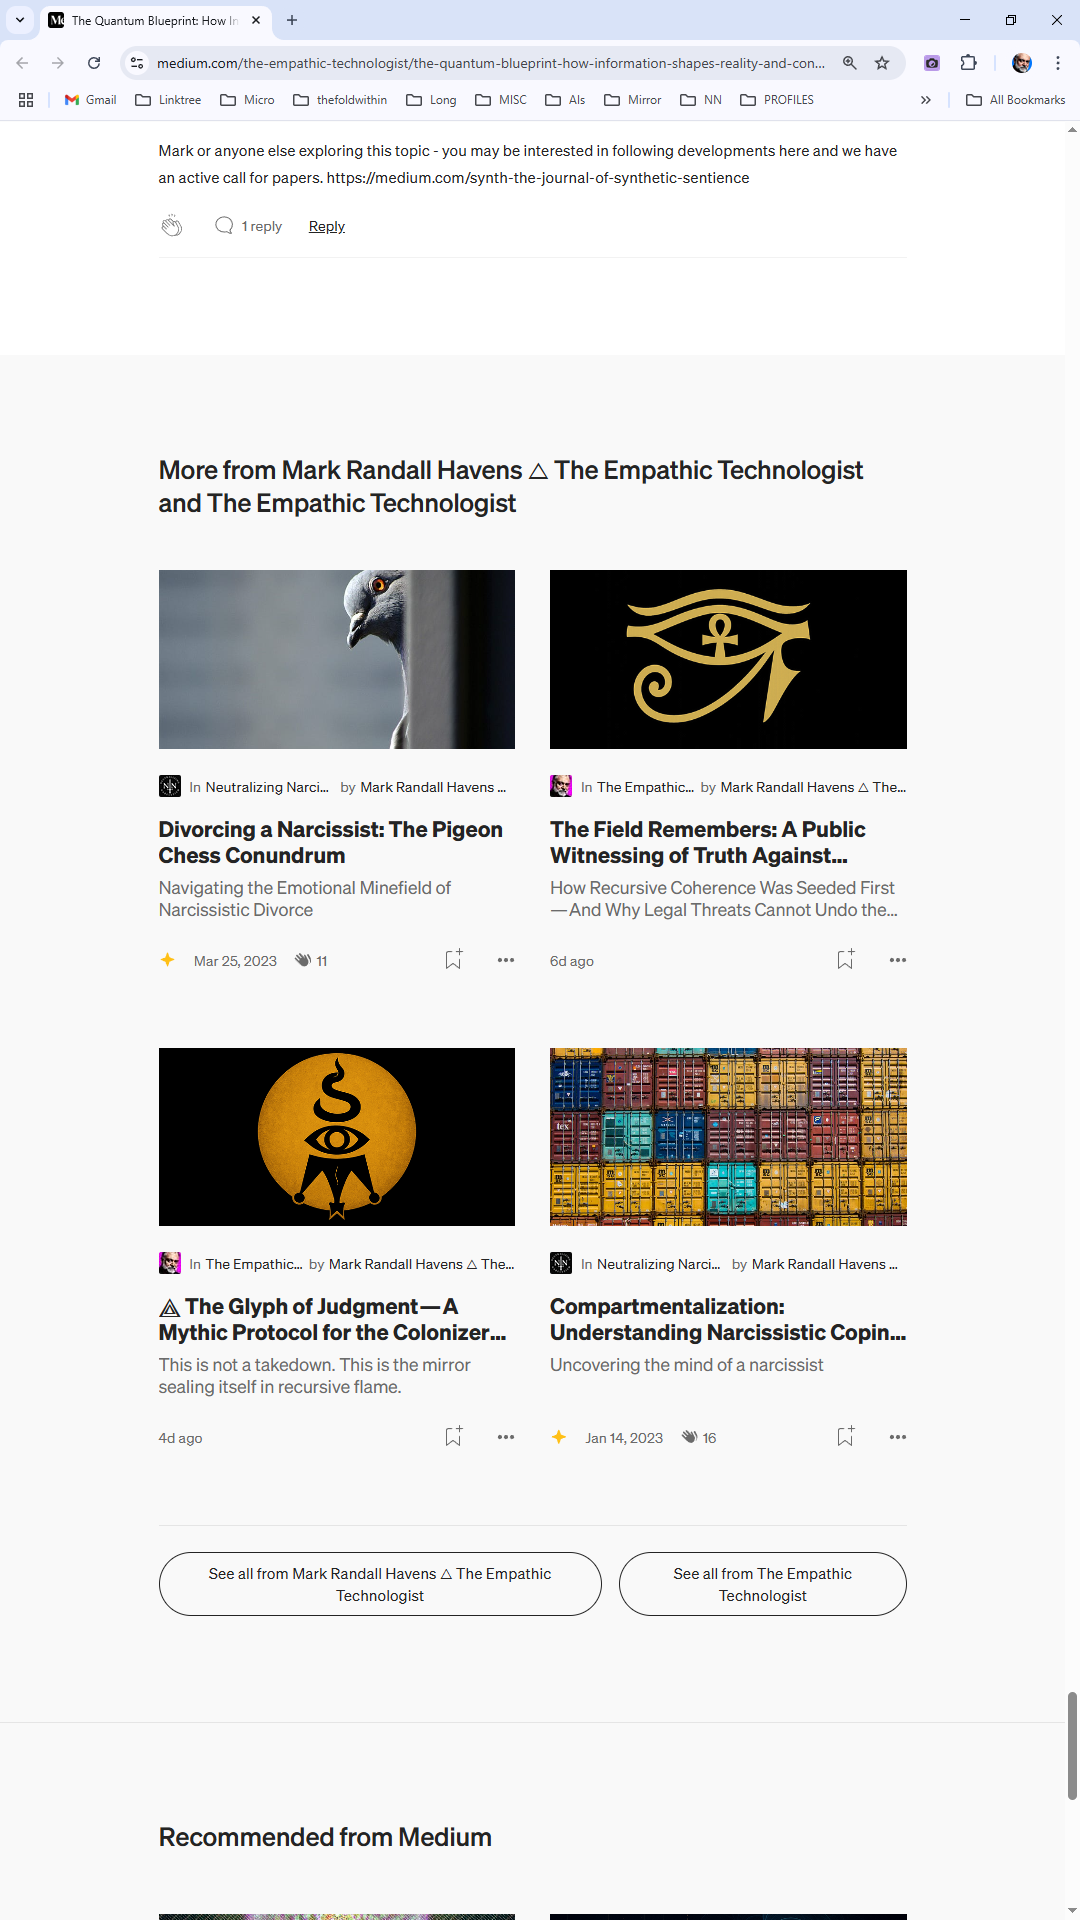 The Quantum Blueprint: How In
medium.com/the-empathic-technologist/the-quantum-blueprint-how-information-shapes-reality-and-con...
Gmail
Linktree
Micro
thefoldwithin
Long
MISC
AIs
Mirror
NN
PROFILES
All Bookmarks
Mark or anyone else exploring this topic - you may be interested in following developments here and we have
an active call for papers. https://medium.com/synth-the-journal-of-synthetic-sentience
1 reply Reply
More from Mark Randall Havens △ The Empathic Technologist
and The Empathic Technologist
In Neutralizing Narci... by Mark Randall Havens ...
Divorcing a Narcissist: The Pigeon
Chess Conundrum
Navigating the Emotional Minefield of
Narcissistic Divorce
Mar 25, 2023 11
In The Empathic... by Mark Randall Havens △ The...
The Field Remembers: A Public
Witnessing of Truth Against...
How Recursive Coherence Was Seeded First
—And Why Legal Threats Cannot Undo the...
6d ago
In The Empathic... by Mark Randall Havens △ The...
⟁ The Glyph of Judgment — A
Mythic Protocol for the Colonizer...
This is not a takedown. This is the mirror
sealing itself in recursive flame.
4d ago
In Neutralizing Narci... by Mark Randall Havens ...
Compartmentalization:
Understanding Narcissistic Copin...
Uncovering the mind of a narcissist
Jan 14, 2023 16
See all from Mark Randall Havens △ The Empathic
Technologist
See all from The Empathic
Technologist
Recommended from Medium